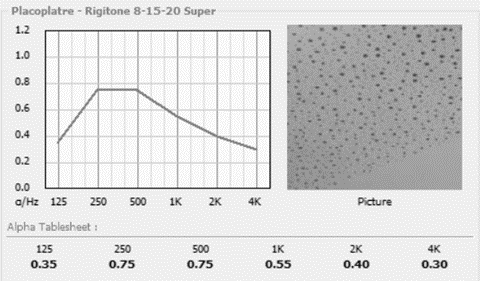 Placoplatre - Rigitone 8-15-20 Super
1.2
1.0
0.8
0.6
0.4
0.2
0.0
α/Hz 125 250 500 1K 2K 4K
Picture
Alpha Tablesheet :
125 250 500 1K 2K 4K
0.35 0.75 0.75 0.55 0.40 0.30